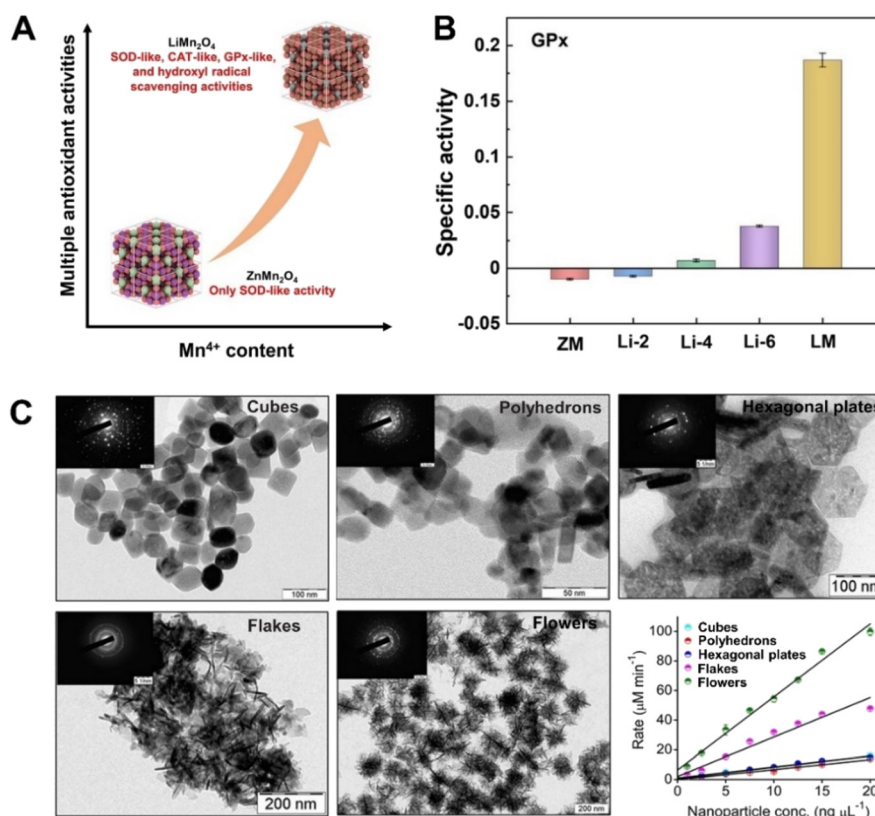 A
Multiple antioxidant activities
LiMn2O4
SOD-like, CAT-like, GPx-like,
and hydroxyl radical
scavenging activities
ZnMn2O4
Only SOD-like activity
Mn4+ content
B
GPx
Specific activity
0.2
0.15
0.1
0.05
0
-0.05
ZM Li-2 Li-4 Li-6 LM
C
Cubes
100 nm
Polyhedrons
50 nm
Hexagonal plates
100 nm
Flakes
200 nm
Flowers
200 nm
Rate (μM min-1)
100
80
60
40
20
0
Cubes
Polyhedrons
Hexagonal plates
Flakes
Flowers
0 5 10 15 20
Nanoparticle conc. (ng μL-1)